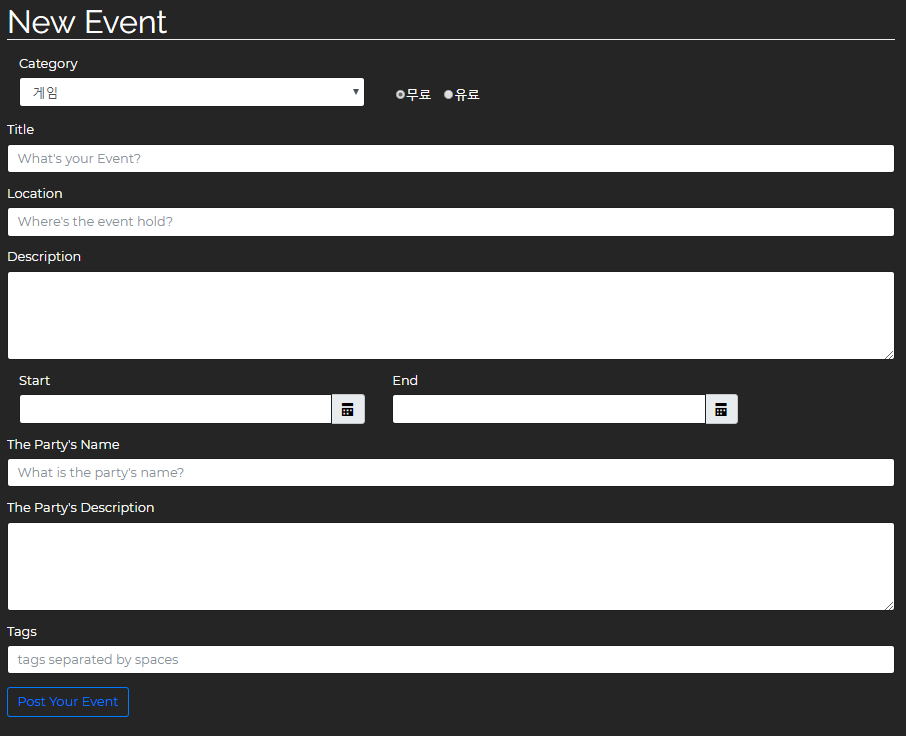 New Event
Category
게임
무료 유료
Title
What's your Event?
Location
Where's the event hold?
Description
Start End
The Party's Name
What is the party's name?
The Party's Description
Tags
tags separated by spaces
Post Your Event